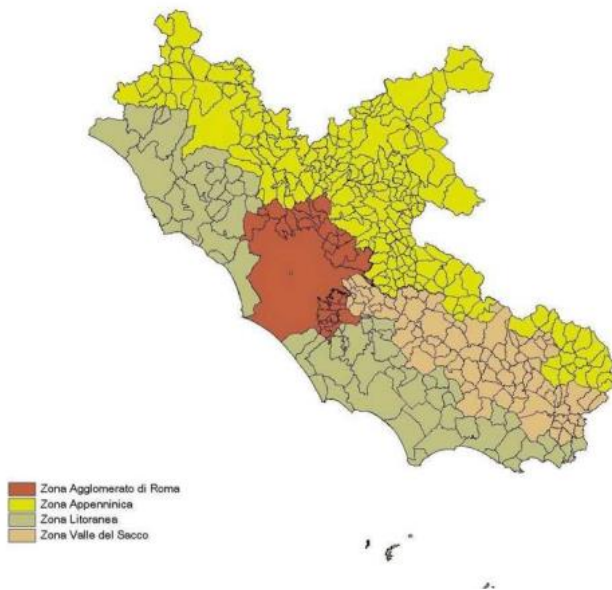 Zona Agglomerato di Roma
Zona Appenninica
Zona Litoranea
Zona Valle del Sacco